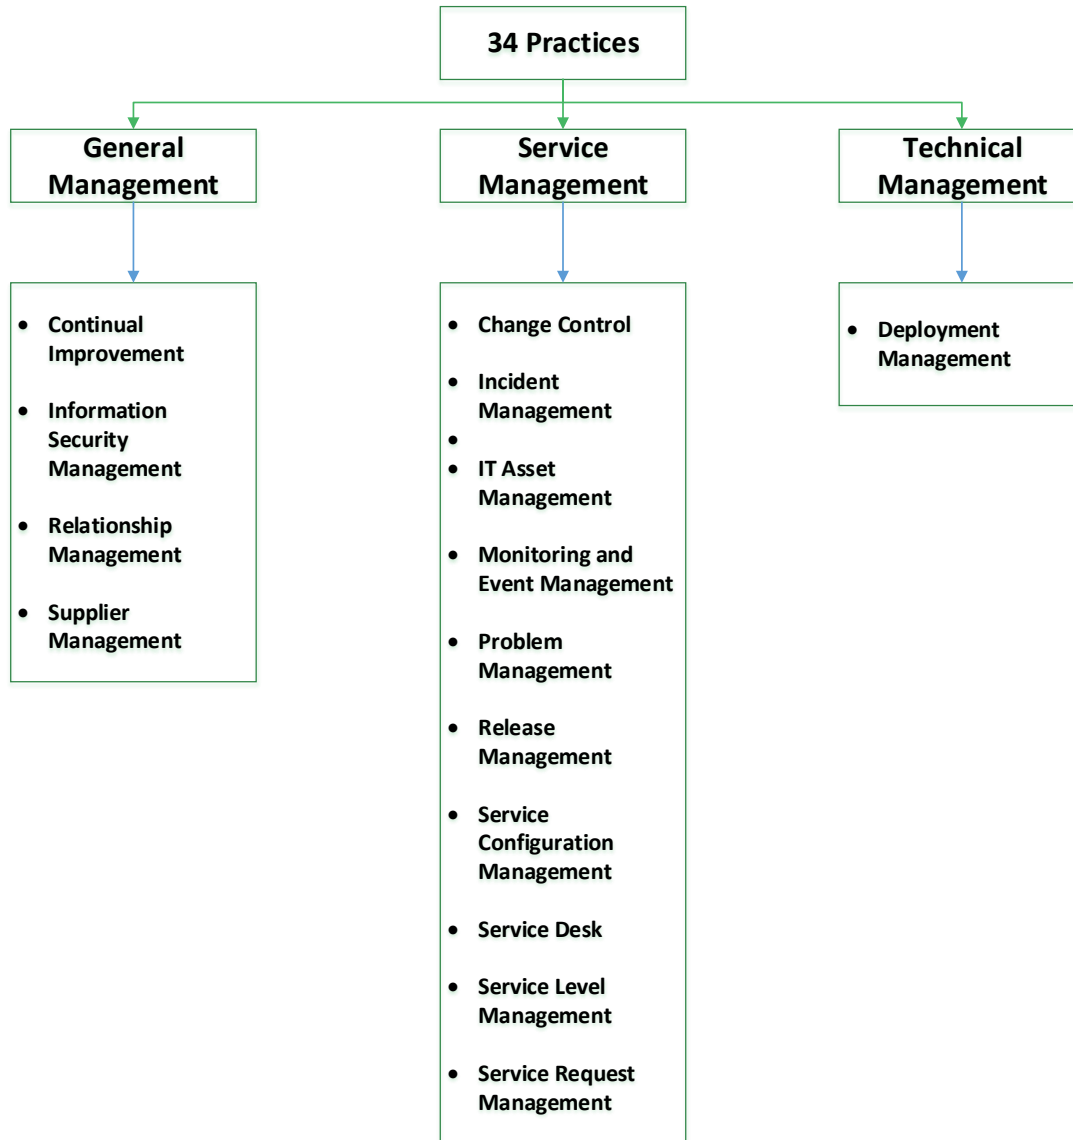 34 Practices
General
Management
Service
Management
Technical
Management
• Continual
Improvement
• Information
Security
Management
• Relationship
Management
• Supplier
Management
• Change Control
• Incident
Management
•
• IT Asset
Management
• Monitoring and
Event Management
• Problem
Management
• Release
Management
• Service
Configuration
Management
• Service Desk
• Service Level
Management
• Service Request
Management
• Deployment
Management